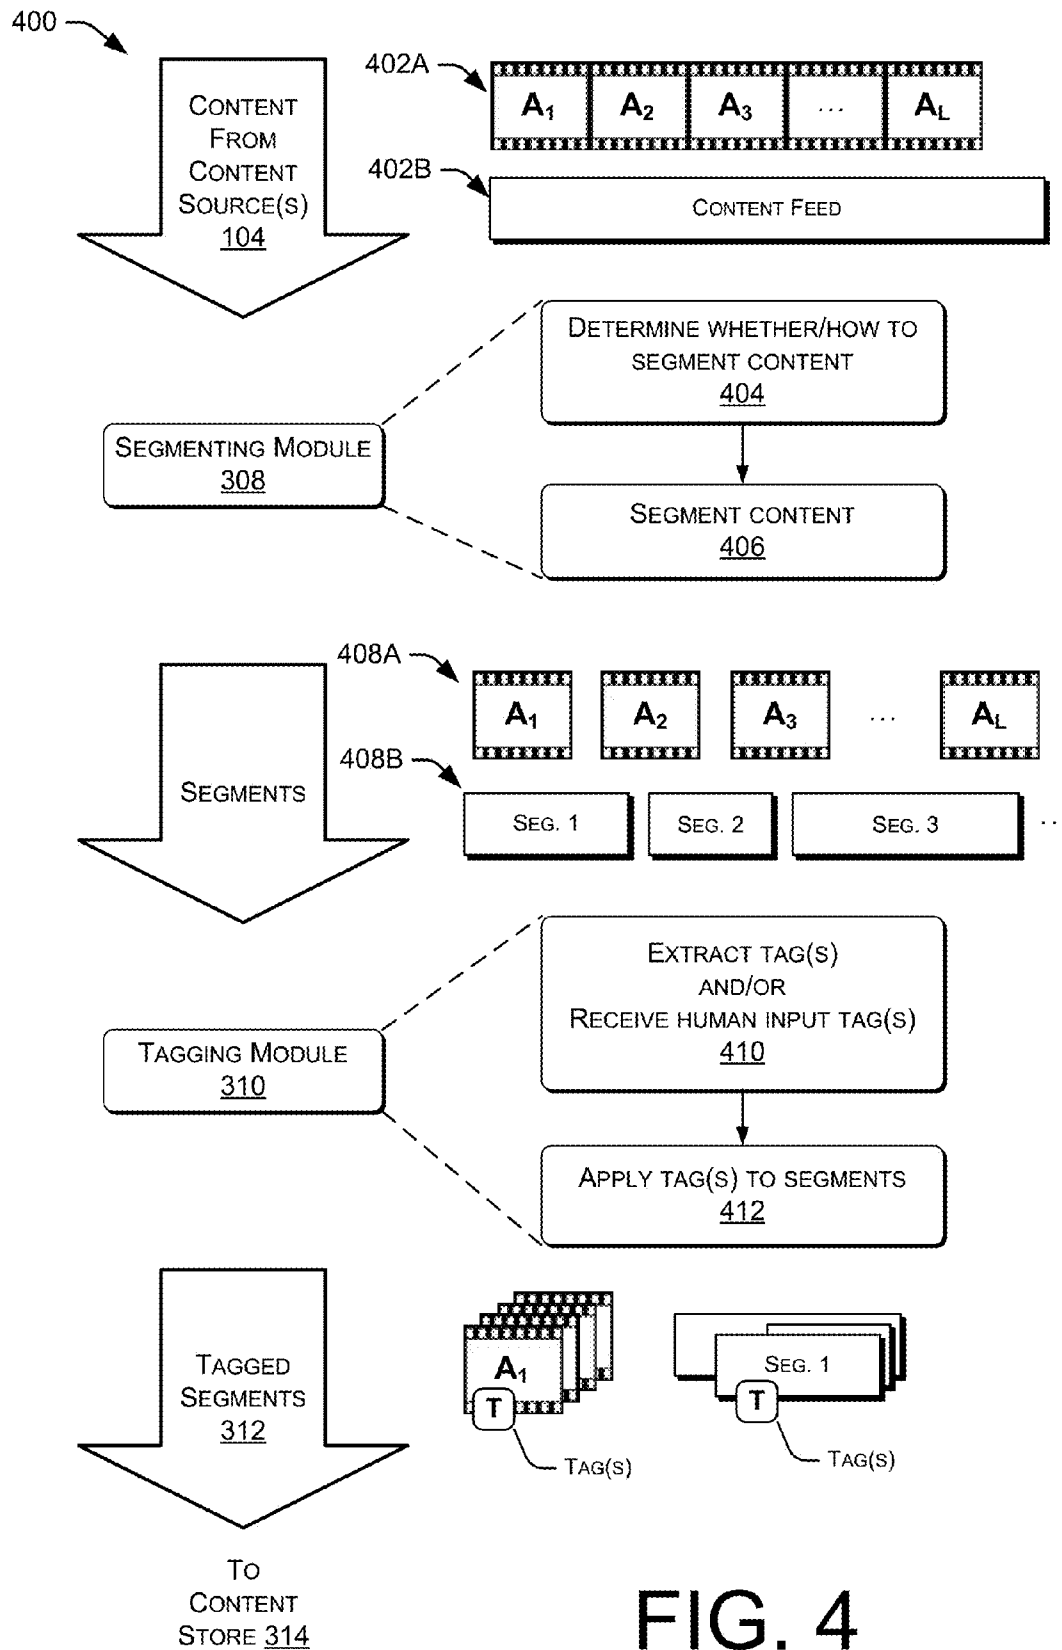 400
CONTENT
FROM
CONTENT
SOURCE(S)
104
402A
A1 A2 A3 ... AL
402B
CONTENT FEED
DETERMINE WHETHER/HOW TO
SEGMENT CONTENT
404
SEGMENTING MODULE
308
SEGMENT CONTENT
406
408A
A1 A2 A3 ... AL
408B
SEGMENTS
SEG. 1 SEG. 2 SEG. 3 ..
EXTRACT TAG(S)
AND/OR
RECEIVE HUMAN INPUT TAG(S)
410
TAGGING MODULE
310
APPLY TAG(S) TO SEGMENTS
412
TAGGED
SEGMENTS
312
A1
T
TAG(S)
SEG. 1
T
TAG(S)
TO
CONTENT
STORE 314
FIG. 4